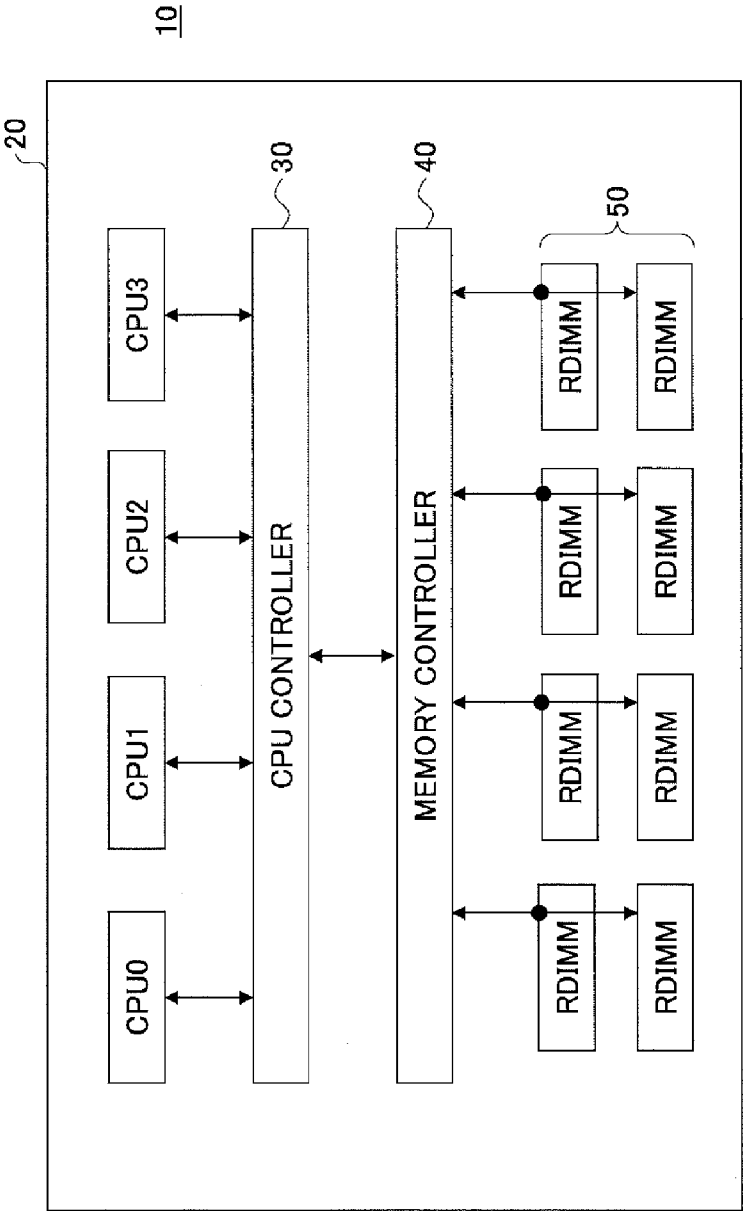 20
CPU0
CPU1
CPU2
CPU3
10
CPU CONTROLLER
30
MEMORY CONTROLLER
40
RDIMM
RDIMM
RDIMM
RDIMM
50
RDIMM
RDIMM
RDIMM
RDIMM